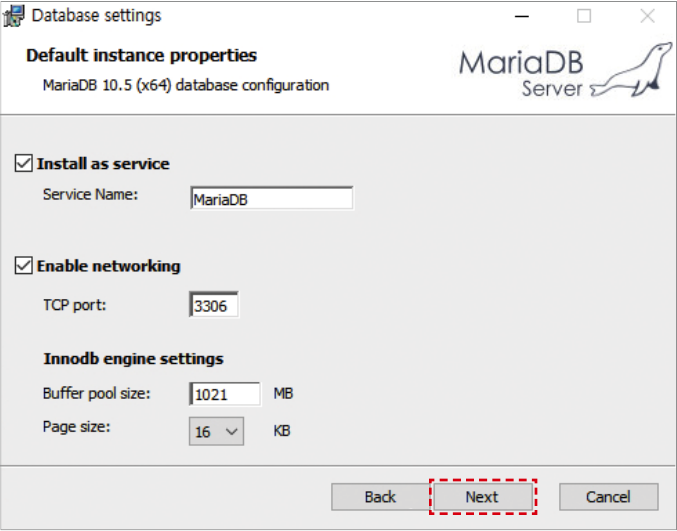 Database settings
Default instance properties
MariaDB 10.5 (x64) database configuration
MariaDB
Server
Install as service
Service Name: MariaDB
Enable networking
TCP port: 3306
Innodb engine settings
Buffer pool size: 1021 MB
Page size: 16 KB
Back Next Cancel